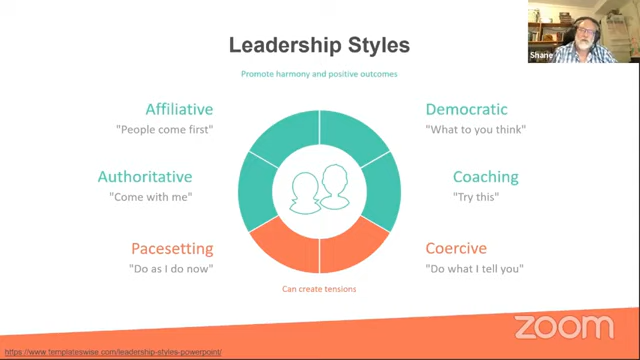 Leadership Styles
Promote harmony and positive outcomes
Affiliative
"People come first"
Democratic
"What to you think"
Authoritative
"Come with me"
Coaching
"Try this"
Pacesetting
"Do as I do now"
Coercive
"Do what I tell you"
Can create tensions
https://www.templateswise.com/leadership-styles-powerpoint/
Shane
zoom